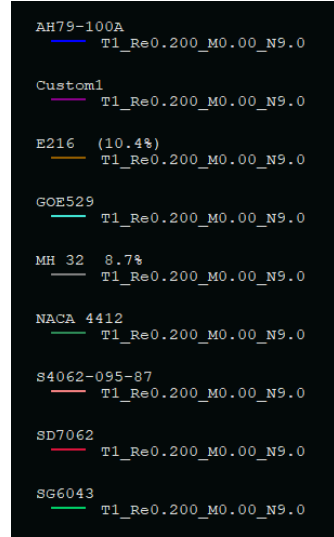 AH79-100A
T1_Re0.200_M0.00_N9.0
Custom1
T1_Re0.200_M0.00_N9.0
E216  (10.4%)
T1_Re0.200_M0.00_N9.0
GOE529
T1_Re0.200_M0.00_N9.0
MH 32  8.7%
T1_Re0.200_M0.00_N9.0
NACA 4412
T1_Re0.200_M0.00_N9.0
S4062-095-87
T1_Re0.200_M0.00_N9.0
SD7062
T1_Re0.200_M0.00_N9.0
SG6043
T1_Re0.200_M0.00_N9.0